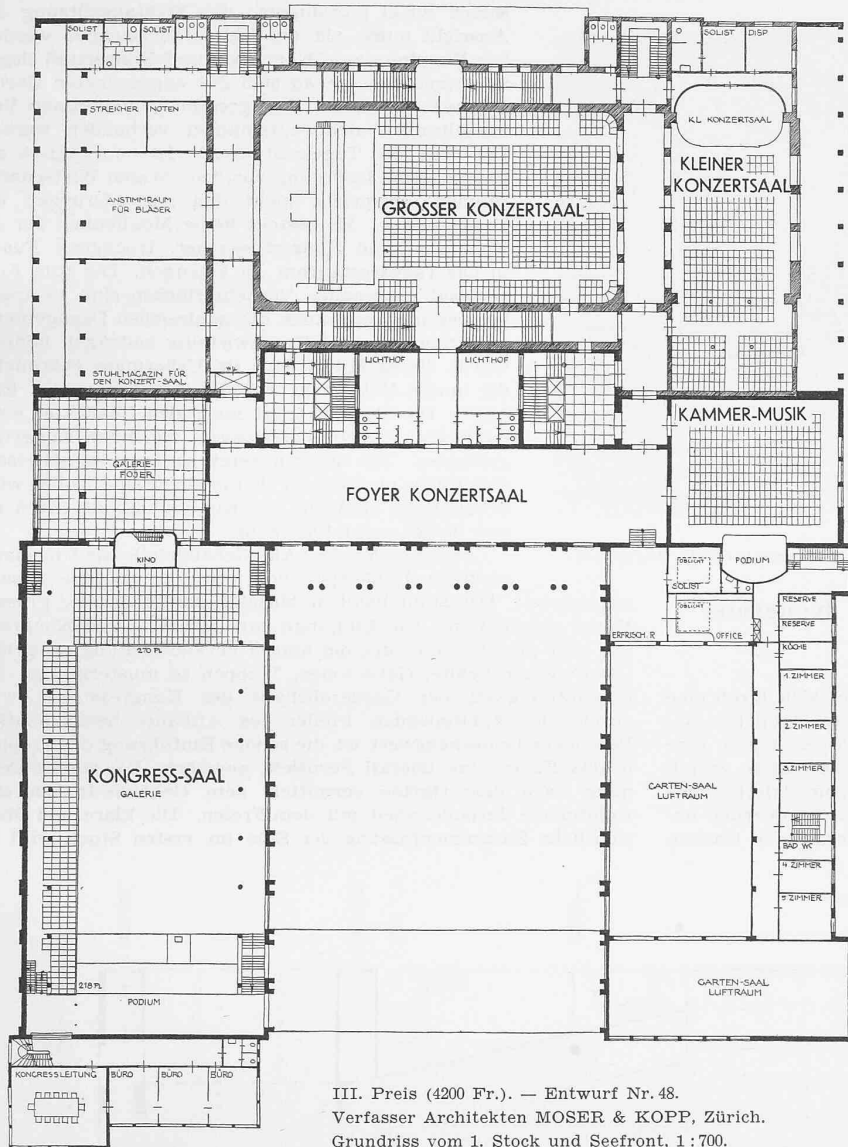 SOLIST
SOLIST
SOLIST
DISP
STREICHER
NOTEN
KL KONZERTSAAL
KLEINER
KONZERTSAAL
ANSTIMMRAUM
FÜR BLÄSER
GROSSER KONZERTSAAL
STUHLMAGAZIN FÜR
DEN KONZERT-SAAL
LICHTHOF
LICHTHOF
KAMMER-MUSIK
GALERIE-
FOYER
FOYER KONZERTSAAL
KINO
PODIUM
OBLICHT
SOLIST
OBLICHT
ERFRISCH. R
OFFICE
RESERVE
RESERVE
KÜCHE
1. ZIMMER
2. ZIMMER
3. ZIMMER
BAD WC
4 ZIMMER
5 ZIMMER
270 PL
KONGRESS-SAAL
GALERIE
GARTEN-SAAL
LUFTRAUM
218 PL
PODIUM
GARTEN-SAAL
LUFTRAUM
KONGRESSLEITUNG
BÜRO
BÜRO
BÜRO
III. Preis (4200 Fr.). — Entwurf Nr. 48.
Verfasser Architekten MOSER & KOPP, Zürich.
Grundriss vom 1. Stock und Seefront. 1 : 700.